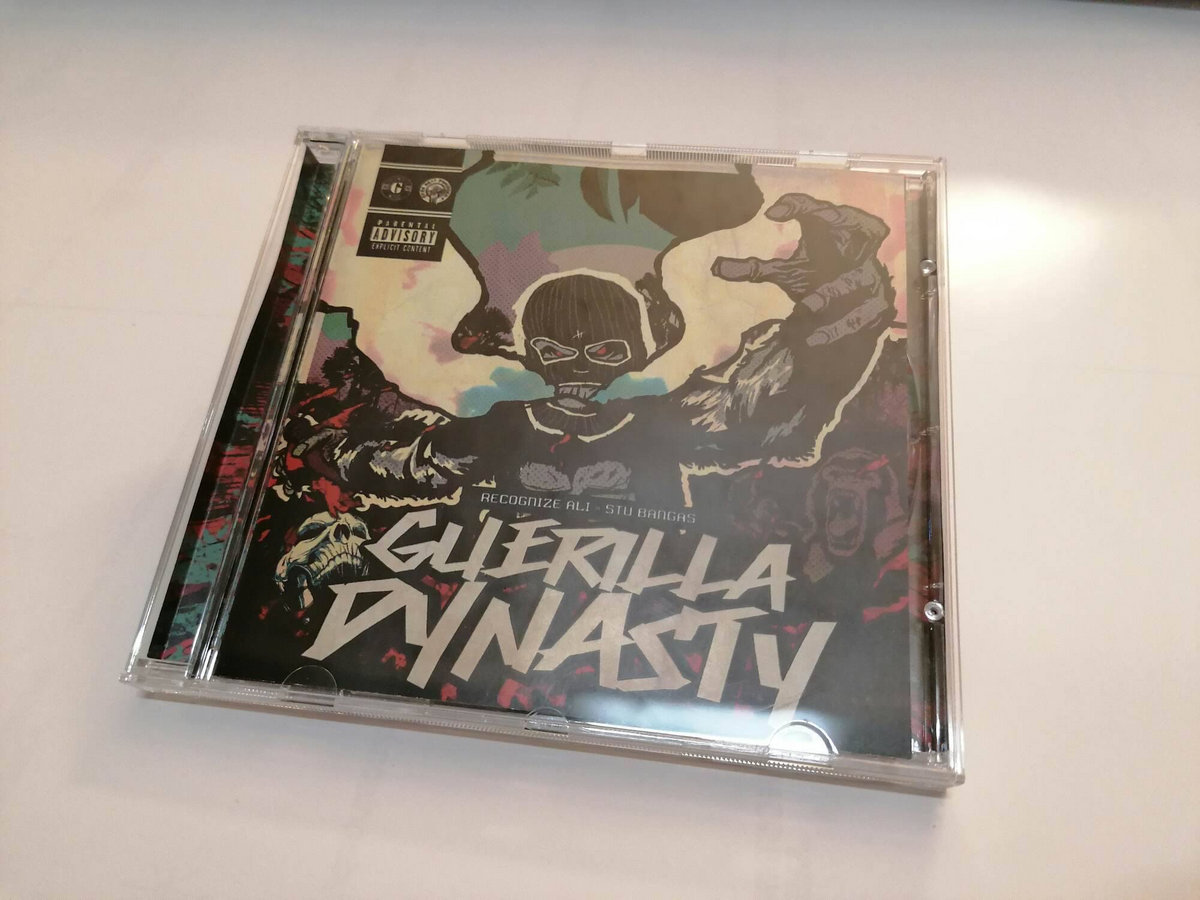 G
PARENTAL
ADVISORY
EXPLICIT CONTENT
RECOGNIZE ALI - STU BANGAS
GUERILLA
DYNASTY